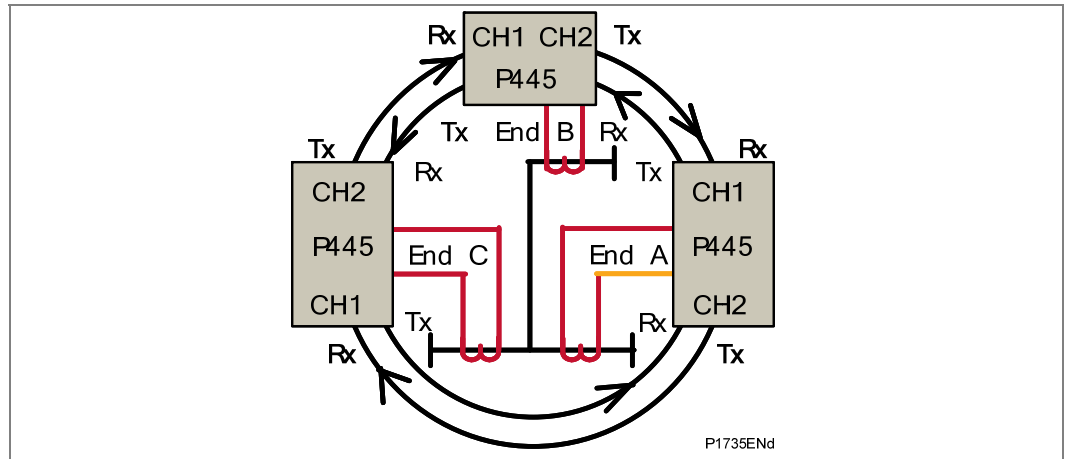 Rx CH1 CH2 Tx
P445
Tx End B Rx
Tx Rx Tx Rx
CH2 CH1
P445 End C End A P445
CH1 CH2
Tx Rx
Rx Tx
P1735ENd